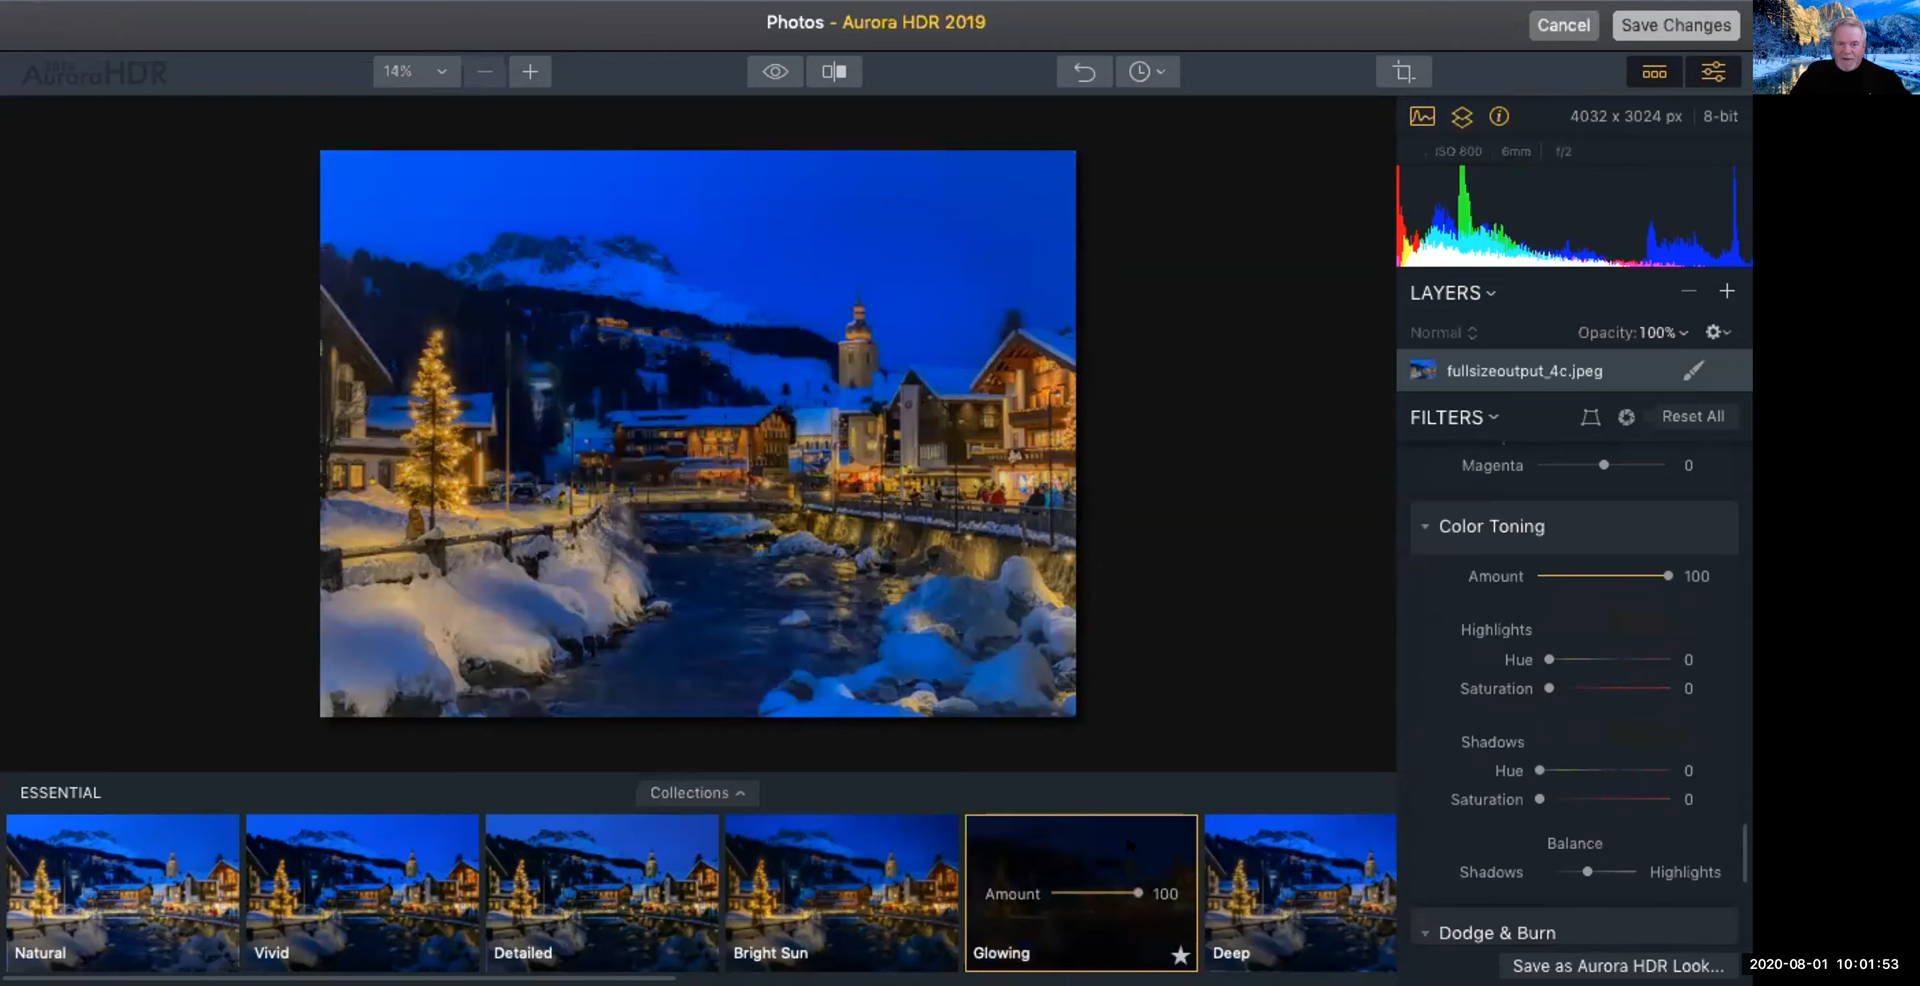 Photos - Aurora HDR 2019
Cancel
Save Changes
AuroraHDR
14%
4032 x 3024 px
8-bit
ISO 800
6mm
f/2
LAYERS
Normal
Opacity: 100%
fullsizeoutput_4c.jpeg
FILTERS
Reset All
Magenta 0
Color Toning
Amount 100
Highlights
Hue 0
Saturation 0
Shadows
Hue 0
Saturation 0
Balance
Shadows Highlights
Dodge & Burn
Save as Aurora HDR Look...
ESSENTIAL
Collections
Natural
Vivid
Detailed
Bright Sun
Amount 100
Glowing
Deep
2020-08-01 10:01:53